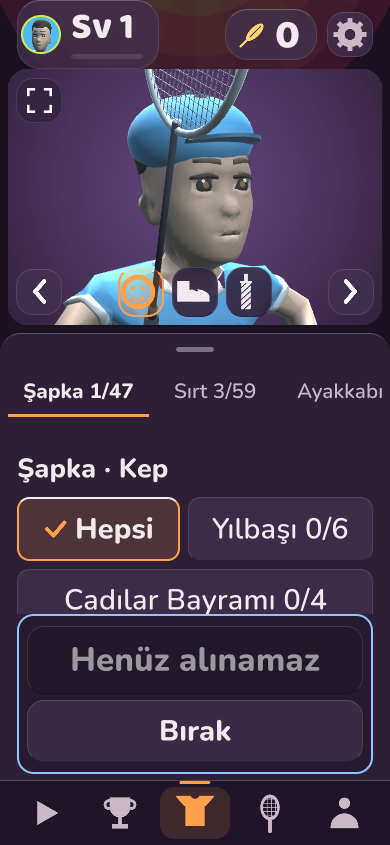 Sv 1
0
Şapka 1/47
Sırt 3/59
Ayakkabı
Şapka · Kep
Hepsi
Yılbaşı 0/6
Cadılar Bayramı 0/4
Henüz alınamaz
Bırak